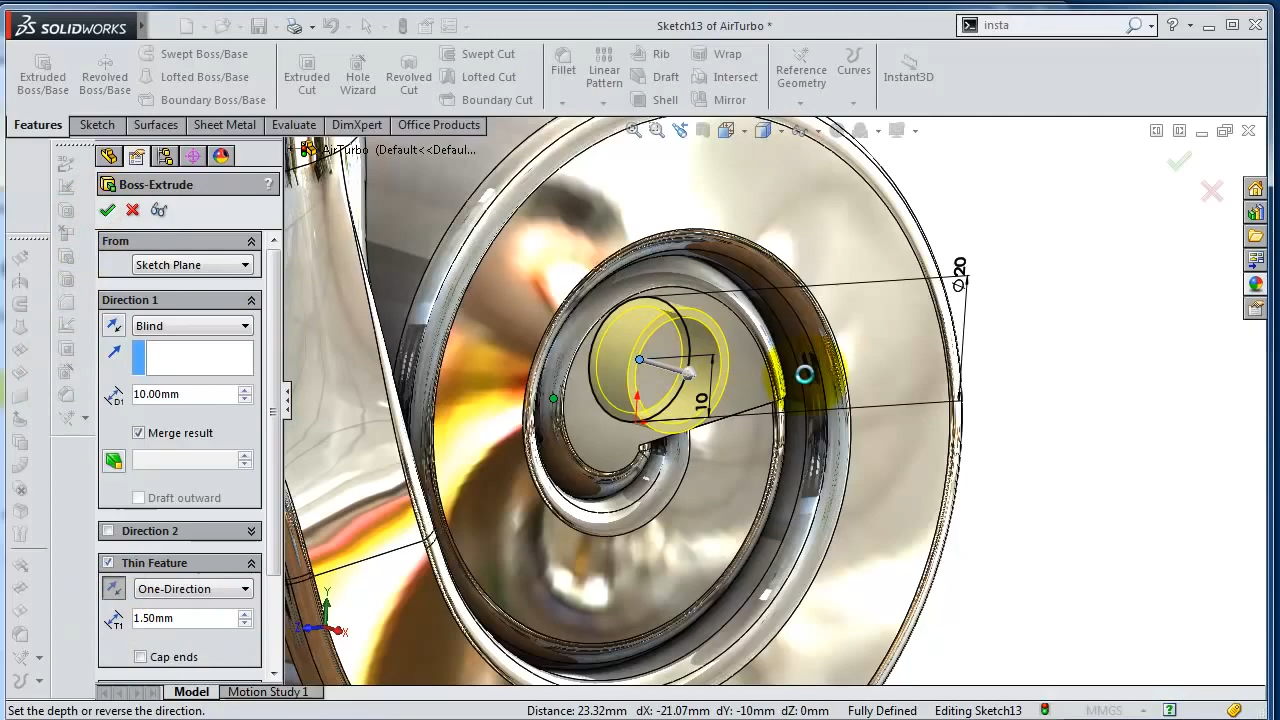 SOLIDWORKS
Sketch13 of AirTurbo *
insta
?
Extruded Boss/Base
Revolved Boss/Base
Swept Boss/Base
Lofted Boss/Base
Boundary Boss/Base
Extruded Cut
Hole Wizard
Revolved Cut
Swept Cut
Lofted Cut
Boundary Cut
Fillet
Linear Pattern
Rib
Draft
Shell
Wrap
Intersect
Mirror
Reference Geometry
Curves
Instant3D
Features
Sketch
Surfaces
Sheet Metal
Evaluate
DimXpert
Office Products
AirTurbo (Default<<Defaul...
Boss-Extrude
?
From
Sketch Plane
Direction 1
Blind
D1
10.00mm
Merge result
Draft outward
Direction 2
Thin Feature
One-Direction
T1
1.50mm
Cap ends
Ø20
10
Y
Z
X
Model
Motion Study 1
Set the depth or reverse the direction.
Distance: 23.32mm dX: -21.07mm dY: -10mm dZ: 0mm
Fully Defined
Editing Sketch13
MMGS
?